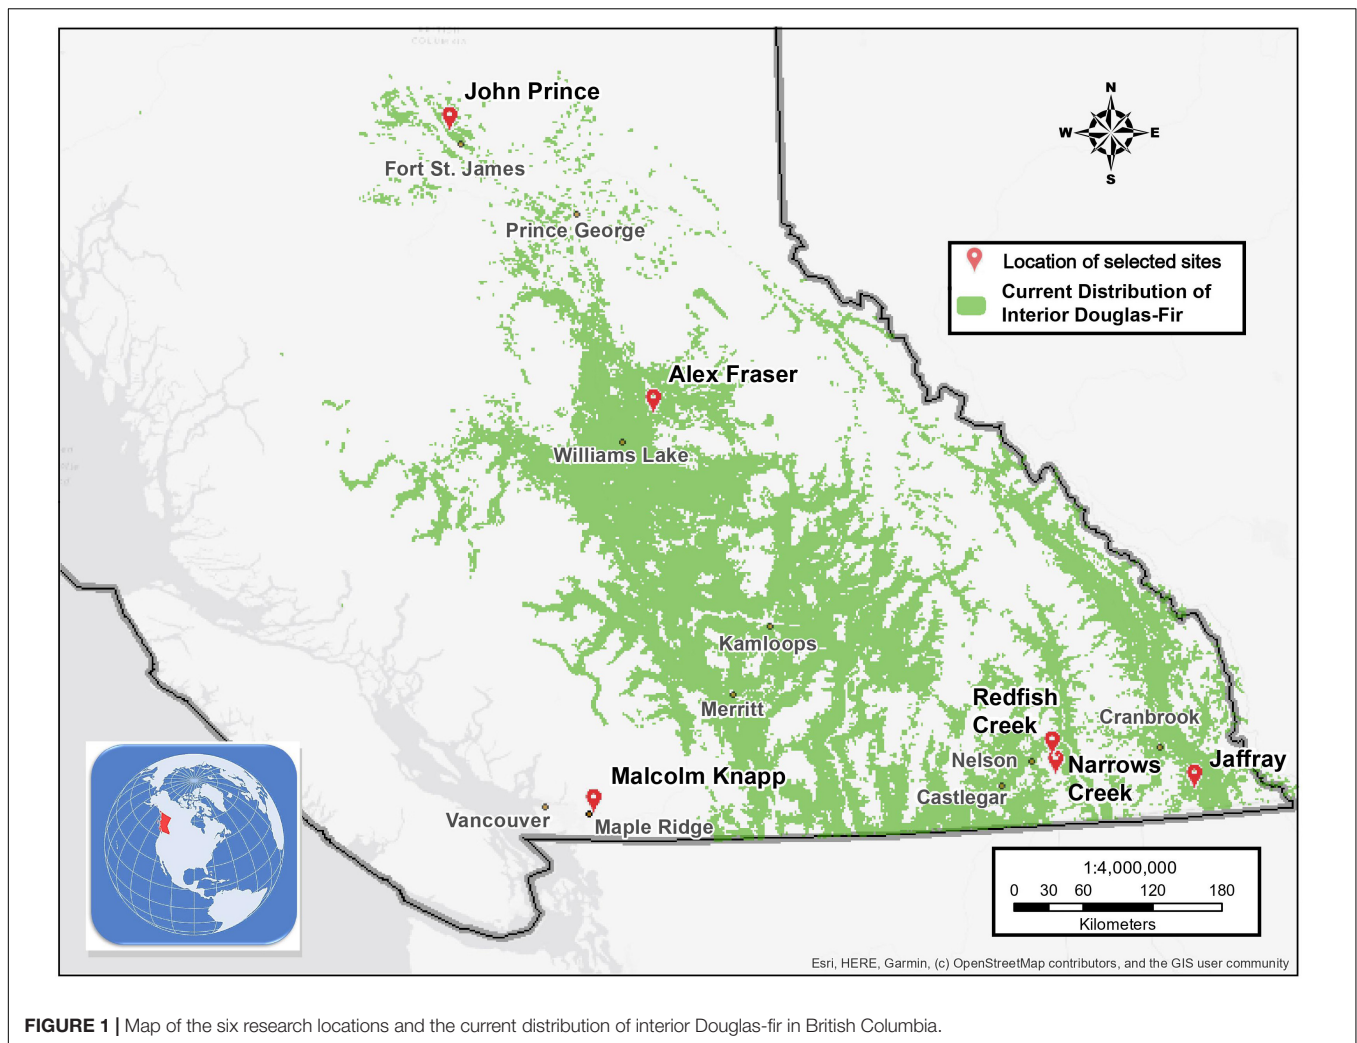 John Prince
Fort St. James
Prince George
N
W E
S
Location of selected sites
Current Distribution of
Interior Douglas-Fir
Alex Fraser
Williams Lake
Kamloops
Merritt
Redfish
Creek
Cranbrook
Nelson
Narrows
Creek
Jaffray
Castlegar
Malcolm Knapp
Vancouver
Maple Ridge
1:4,000,000
0 30 60 120 180
Kilometers
Esri, HERE, Garmin, (c) OpenStreetMap contributors, and the GIS user community
FIGURE 1 | Map of the six research locations and the current distribution of interior Douglas-fir in British Columbia.